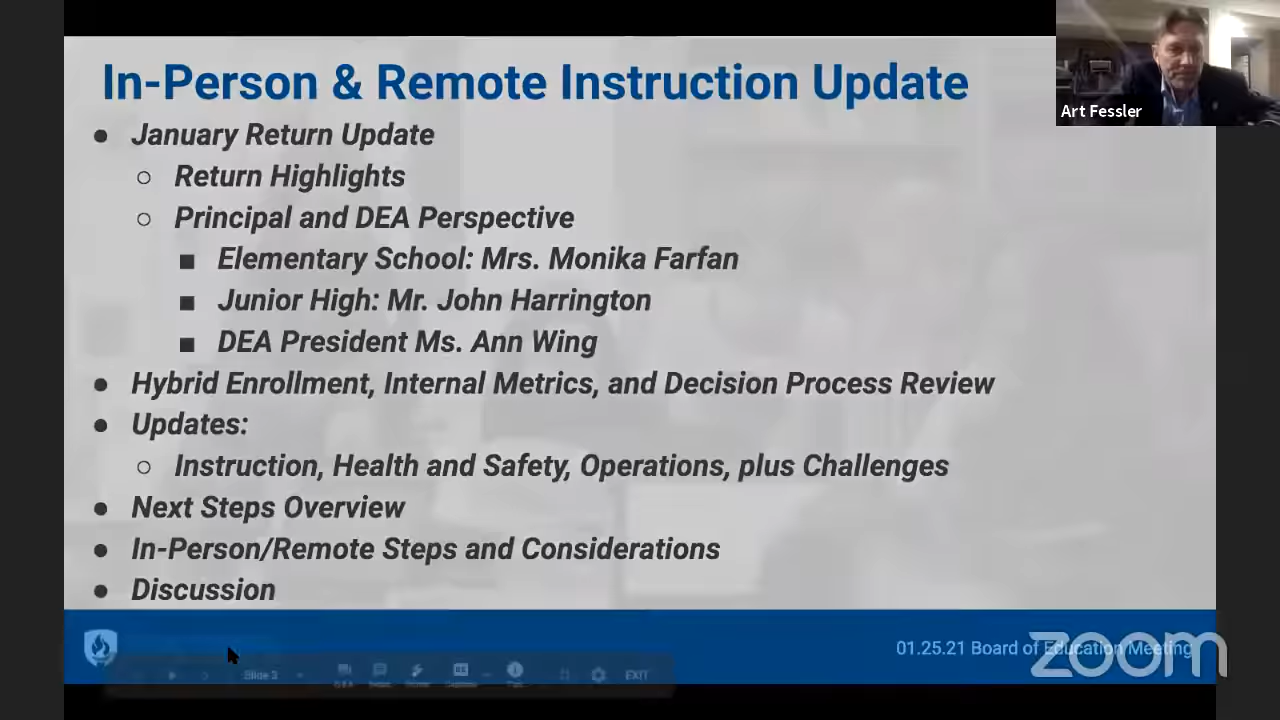 In-Person & Remote Instruction Update
Art Fessler
● January Return Update
○ Return Highlights
○ Principal and DEA Perspective
■ Elementary School: Mrs. Monika Farfan
■ Junior High: Mr. John Harrington
■ DEA President Ms. Ann Wing
● Hybrid Enrollment, Internal Metrics, and Decision Process Review
● Updates:
○ Instruction, Health and Safety, Operations, plus Challenges
● Next Steps Overview
● In-Person/Remote Steps and Considerations
● Discussion
01.25.21 Board of Education Meeting
zoom
EXIT